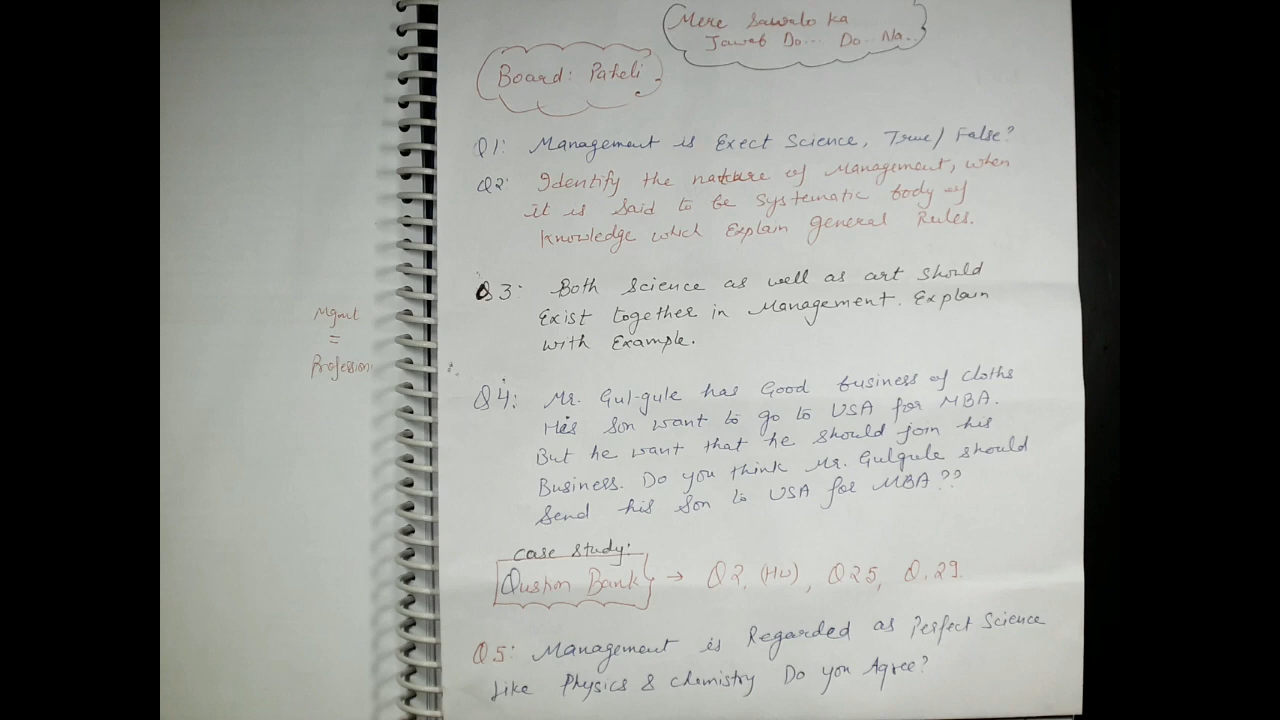 Mere Sawalo ka
Jawab Do... Do. Na..
Board: Paheli
Q1: Management is Exect Science, True/False?
Q2: Identify the nature of Management, when
it is said to be systematic body of
knowledge which Explain general Rules.
Q3: Both Science as well as art should
Exist together in Management. Explain
with Example.
Mgmt
=
Profession
Q4: Mr. Gul-gule has Good business of cloths
His son want to go to USA for MBA.
But he want that he should join his
Business. Do you think Mr. Gulgule should
Send his son to USA for MBA??
case study:
Qustion Bank → Q2, (HW), Q25, Q.29.
Q5: Management is Regarded as Perfect Science
like Physics & chemistry Do you Agree?